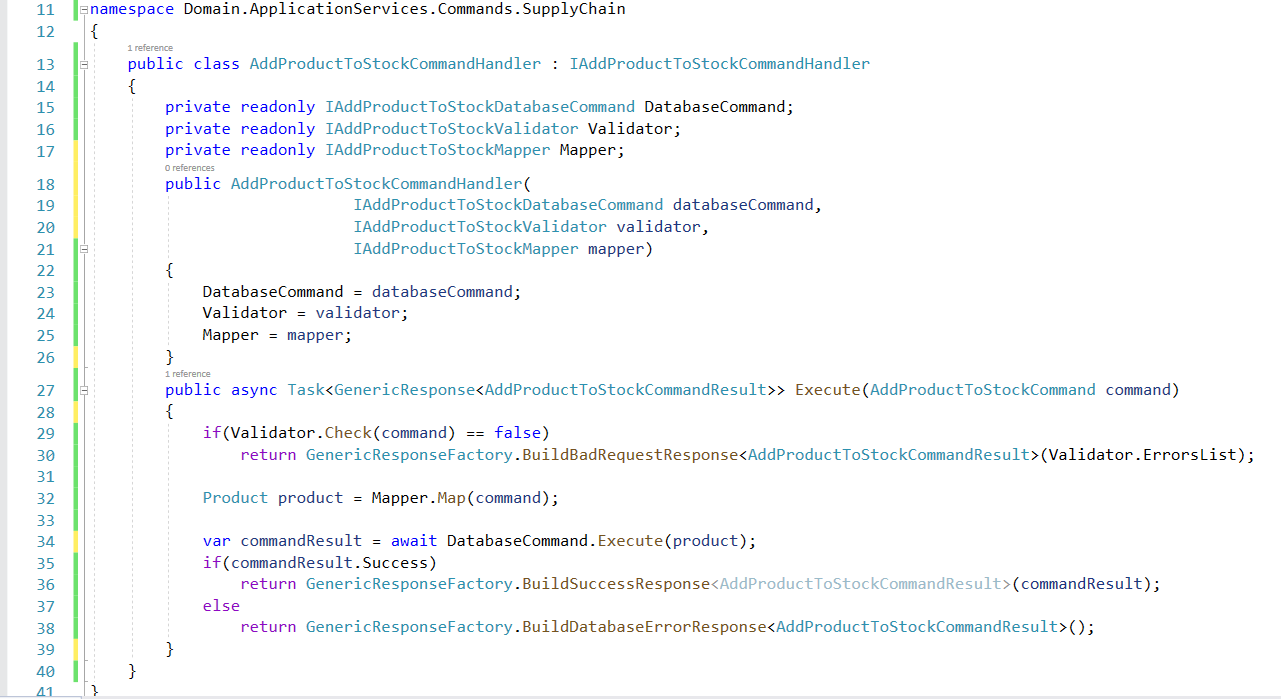 11 namespace Domain.ApplicationServices.Commands.SupplyChain
12 {
1 reference
13 public class AddProductToStockCommandHandler : IAddProductToStockCommandHandler
14 {
15 private readonly IAddProductToStockDatabaseCommand DatabaseCommand;
16 private readonly IAddProductToStockValidator Validator;
17 private readonly IAddProductToStockMapper Mapper;
0 references
18 public AddProductToStockCommandHandler(
19 IAddProductToStockDatabaseCommand databaseCommand,
20 IAddProductToStockValidator validator,
21 IAddProductToStockMapper mapper)
22 {
23 DatabaseCommand = databaseCommand;
24 Validator = validator;
25 Mapper = mapper;
26 }
1 reference
27 public async Task<GenericResponse<AddProductToStockCommandResult>> Execute(AddProductToStockCommand command)
28 {
29 if(Validator.Check(command) == false)
30 return GenericResponseFactory.BuildBadRequestResponse<AddProductToStockCommandResult>(Validator.ErrorsList);
31
32 Product product = Mapper.Map(command);
33
34 var commandResult = await DatabaseCommand.Execute(product);
35 if(commandResult.Success)
36 return GenericResponseFactory.BuildSuccessResponse<AddProductToStockCommandResult>(commandResult);
37 else
38 return GenericResponseFactory.BuildDatabaseErrorResponse<AddProductToStockCommandResult>();
39 }
40 }
41 }